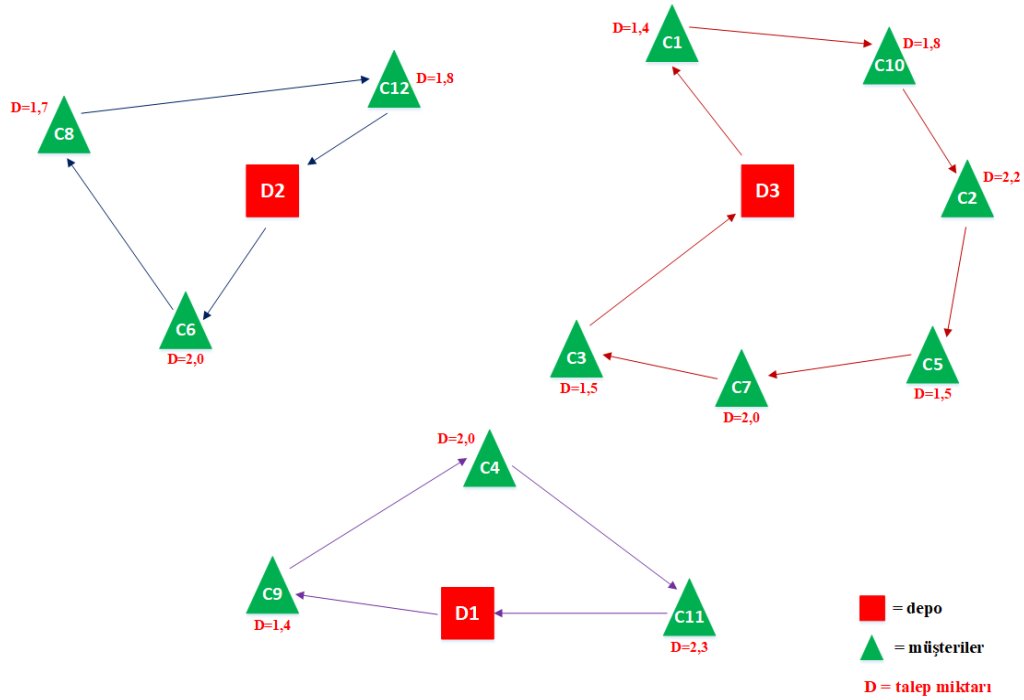 D=1,4
C1
C10
D=1,8
C12
D=1,8
D=1,7
C8
D2
D3
C2
D=2,2
C6
D=2,0
C3
D=1,5
C7
D=2,0
C5
D=1,5
D=2,0
C4
C9
D=1,4
D1
C11
D=2,3
= depo
= müşteriler
D = talep miktarı